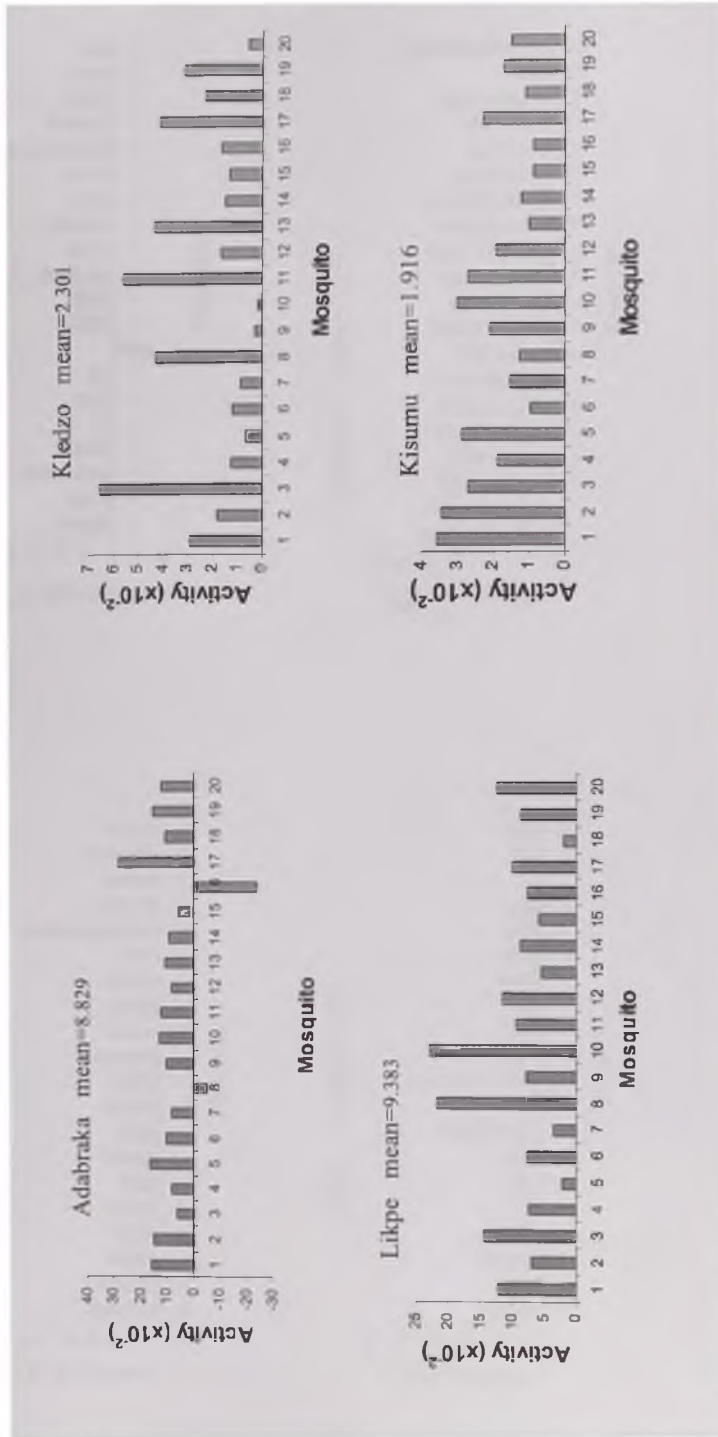 Adabraka mean=8.829
Activity (x10⁻²)
40
30
20
10
0
-10
-20
-30
1 2 3 4 5 6 7 8 9 10 11 12 13 14 15 17 18 19 20
Mosquito
Kledzo mean=2.301
Activity (x10⁻²)
7
6
5
4
3
2
1
0
1 2 3 4 5 6 7 8 9 10 11 12 13 14 15 16 17 18 19 20
Mosquito
Likpe mean=9.383
Activity (x10⁻²)
25
20
15
10
5
0
1 2 3 4 5 6 7 8 9 10 11 12 13 14 15 16 17 18 19 20
Mosquito
Kisumu mean=1.916
Activity (x10⁻²)
4
3
2
1
0
1 2 3 4 5 6 7 8 9 10 11 12 13 14 15 16 17 18 19 20
Mosquito